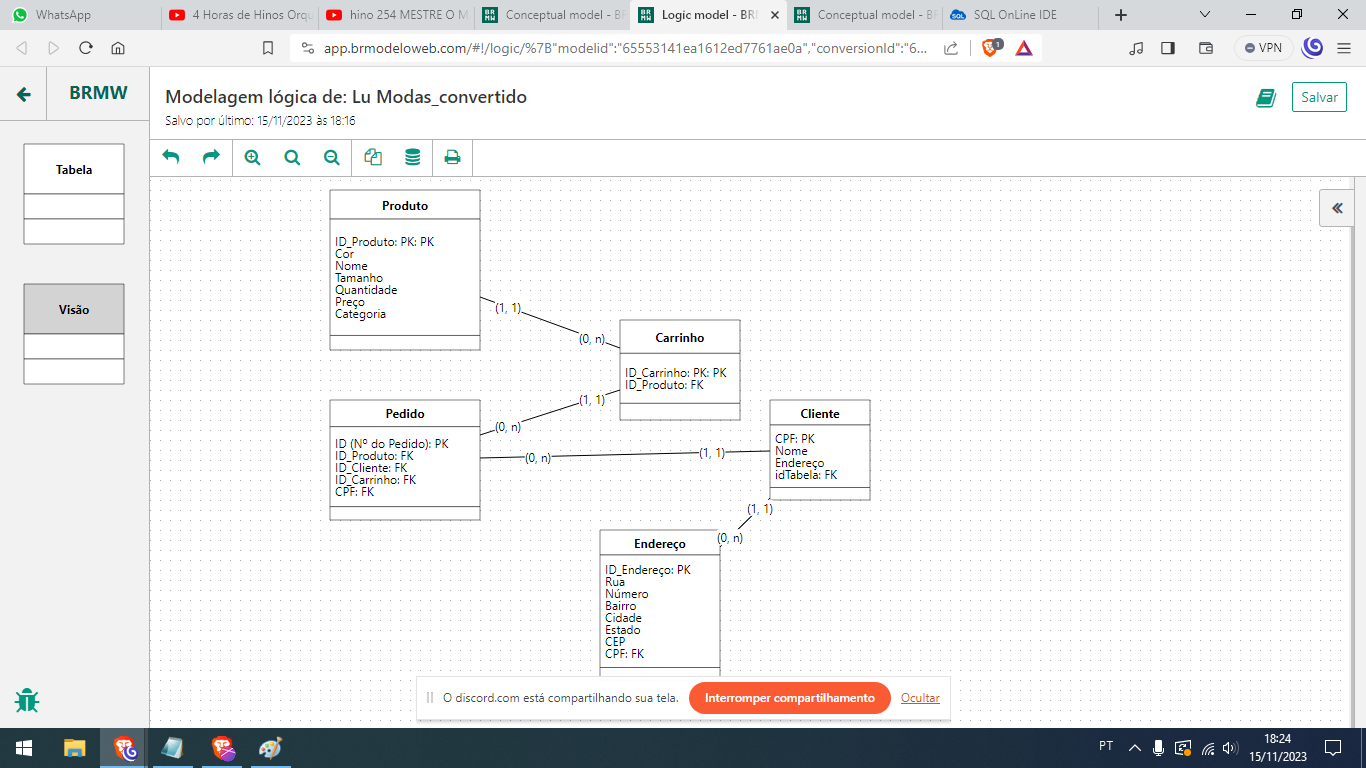 WhatsApp
4 Horas de Hinos Orqu
hino 254 MESTRE O M
Conceptual model - BR
Logic model - BRM
Conceptual model - BR
SQL OnLine IDE
app.brmodeloweb.com/#!/logic/%7B"modelid":"65553141ea1612ed7761ae0a","conversionId":"6...
1
VPN
BRMW
Modelagem lógica de: Lu Modas_convertido
Salvo por último: 15/11/2023 às 18:16
Salvar
Tabela
Visão
Produto
ID_Produto: PK: PK
Cor
Nome
Tamanho
Quantidade
Preço
Categoria
(1, 1)
(0, n)
Carrinho
ID_Carrinho: PK: PK
ID_Produto: FK
(1, 1)
(0, n)
Pedido
ID (Nº do Pedido): PK
ID_Produto: FK
ID_Cliente: FK
ID_Carrinho: FK
CPF: FK
(0, n)
(1, 1)
Cliente
CPF: PK
Nome
Endereço
idTabela: FK
(1, 1)
(0, n)
Endereço
ID_Endereço: PK
Rua
Número
Bairro
Cidade
Estado
CEP
CPF: FK
O discord.com está compartilhando sua tela.
Interromper compartilhamento
Ocultar
PT
18:24
15/11/2023